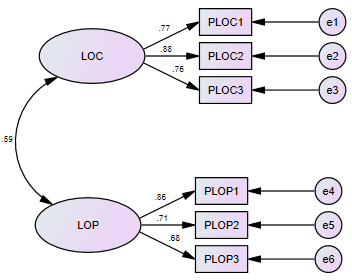 .77 PLOC1 e1
LOC .88 PLOC2 e2
.76 PLOC3 e3
.59
.86 PLOP1 e4
LOP .71 PLOP2 e5
.68 PLOP3 e6